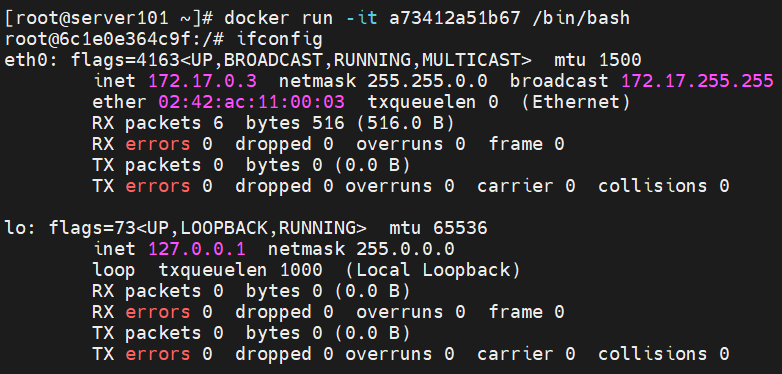 [root@server101 ~]# docker run -it a73412a51b67 /bin/bash
root@6c1e0e364c9f:/# ifconfig
eth0: flags=4163<UP,BROADCAST,RUNNING,MULTICAST>  mtu 1500
        inet 172.17.0.3  netmask 255.255.0.0  broadcast 172.17.255.255
        ether 02:42:ac:11:00:03  txqueuelen 0  (Ethernet)
        RX packets 6  bytes 516 (516.0 B)
        RX errors 0  dropped 0  overruns 0  frame 0
        TX packets 0  bytes 0 (0.0 B)
        TX errors 0  dropped 0 overruns 0  carrier 0  collisions 0

lo: flags=73<UP,LOOPBACK,RUNNING>  mtu 65536
        inet 127.0.0.1  netmask 255.0.0.0
        loop  txqueuelen 1000  (Local Loopback)
        RX packets 0  bytes 0 (0.0 B)
        RX errors 0  dropped 0  overruns 0  frame 0
        TX packets 0  bytes 0 (0.0 B)
        TX errors 0  dropped 0 overruns 0  carrier 0  collisions 0